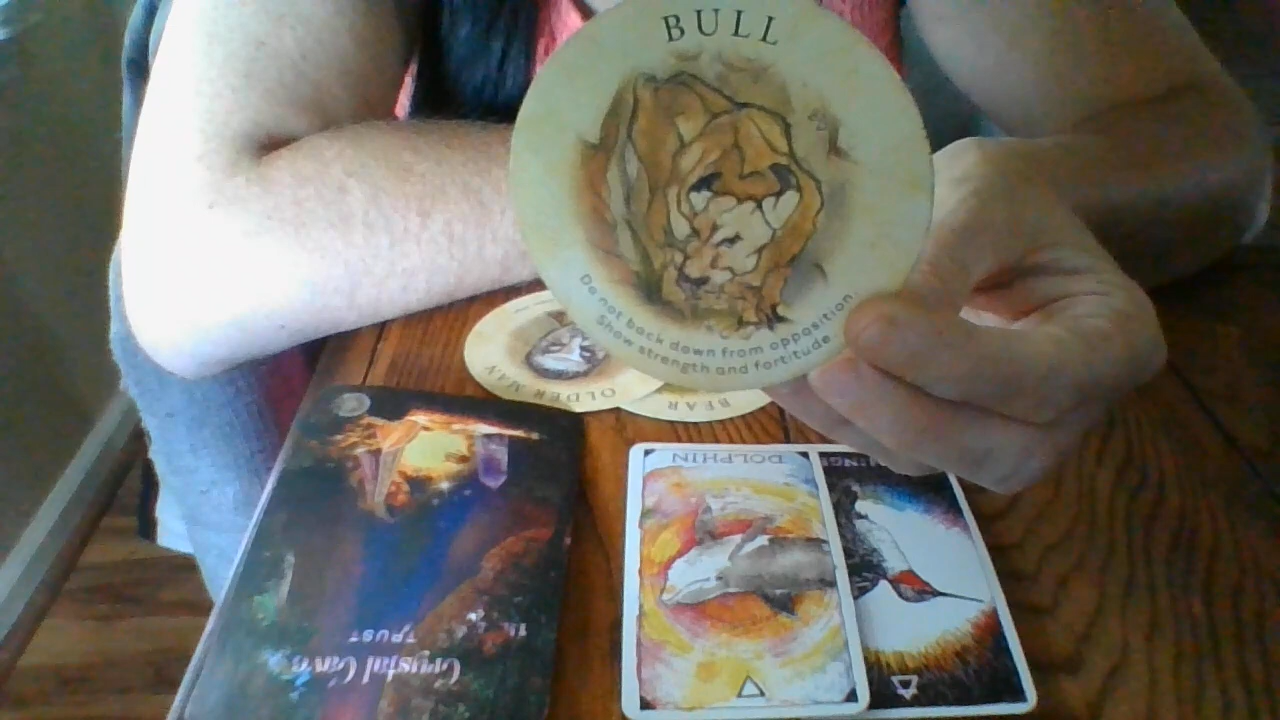 BULL
Do not back down from opposition.
Show strength and fortitude.
OLDER MAN
BEAR
DOLPHIN
Crystal Cave
TRUST